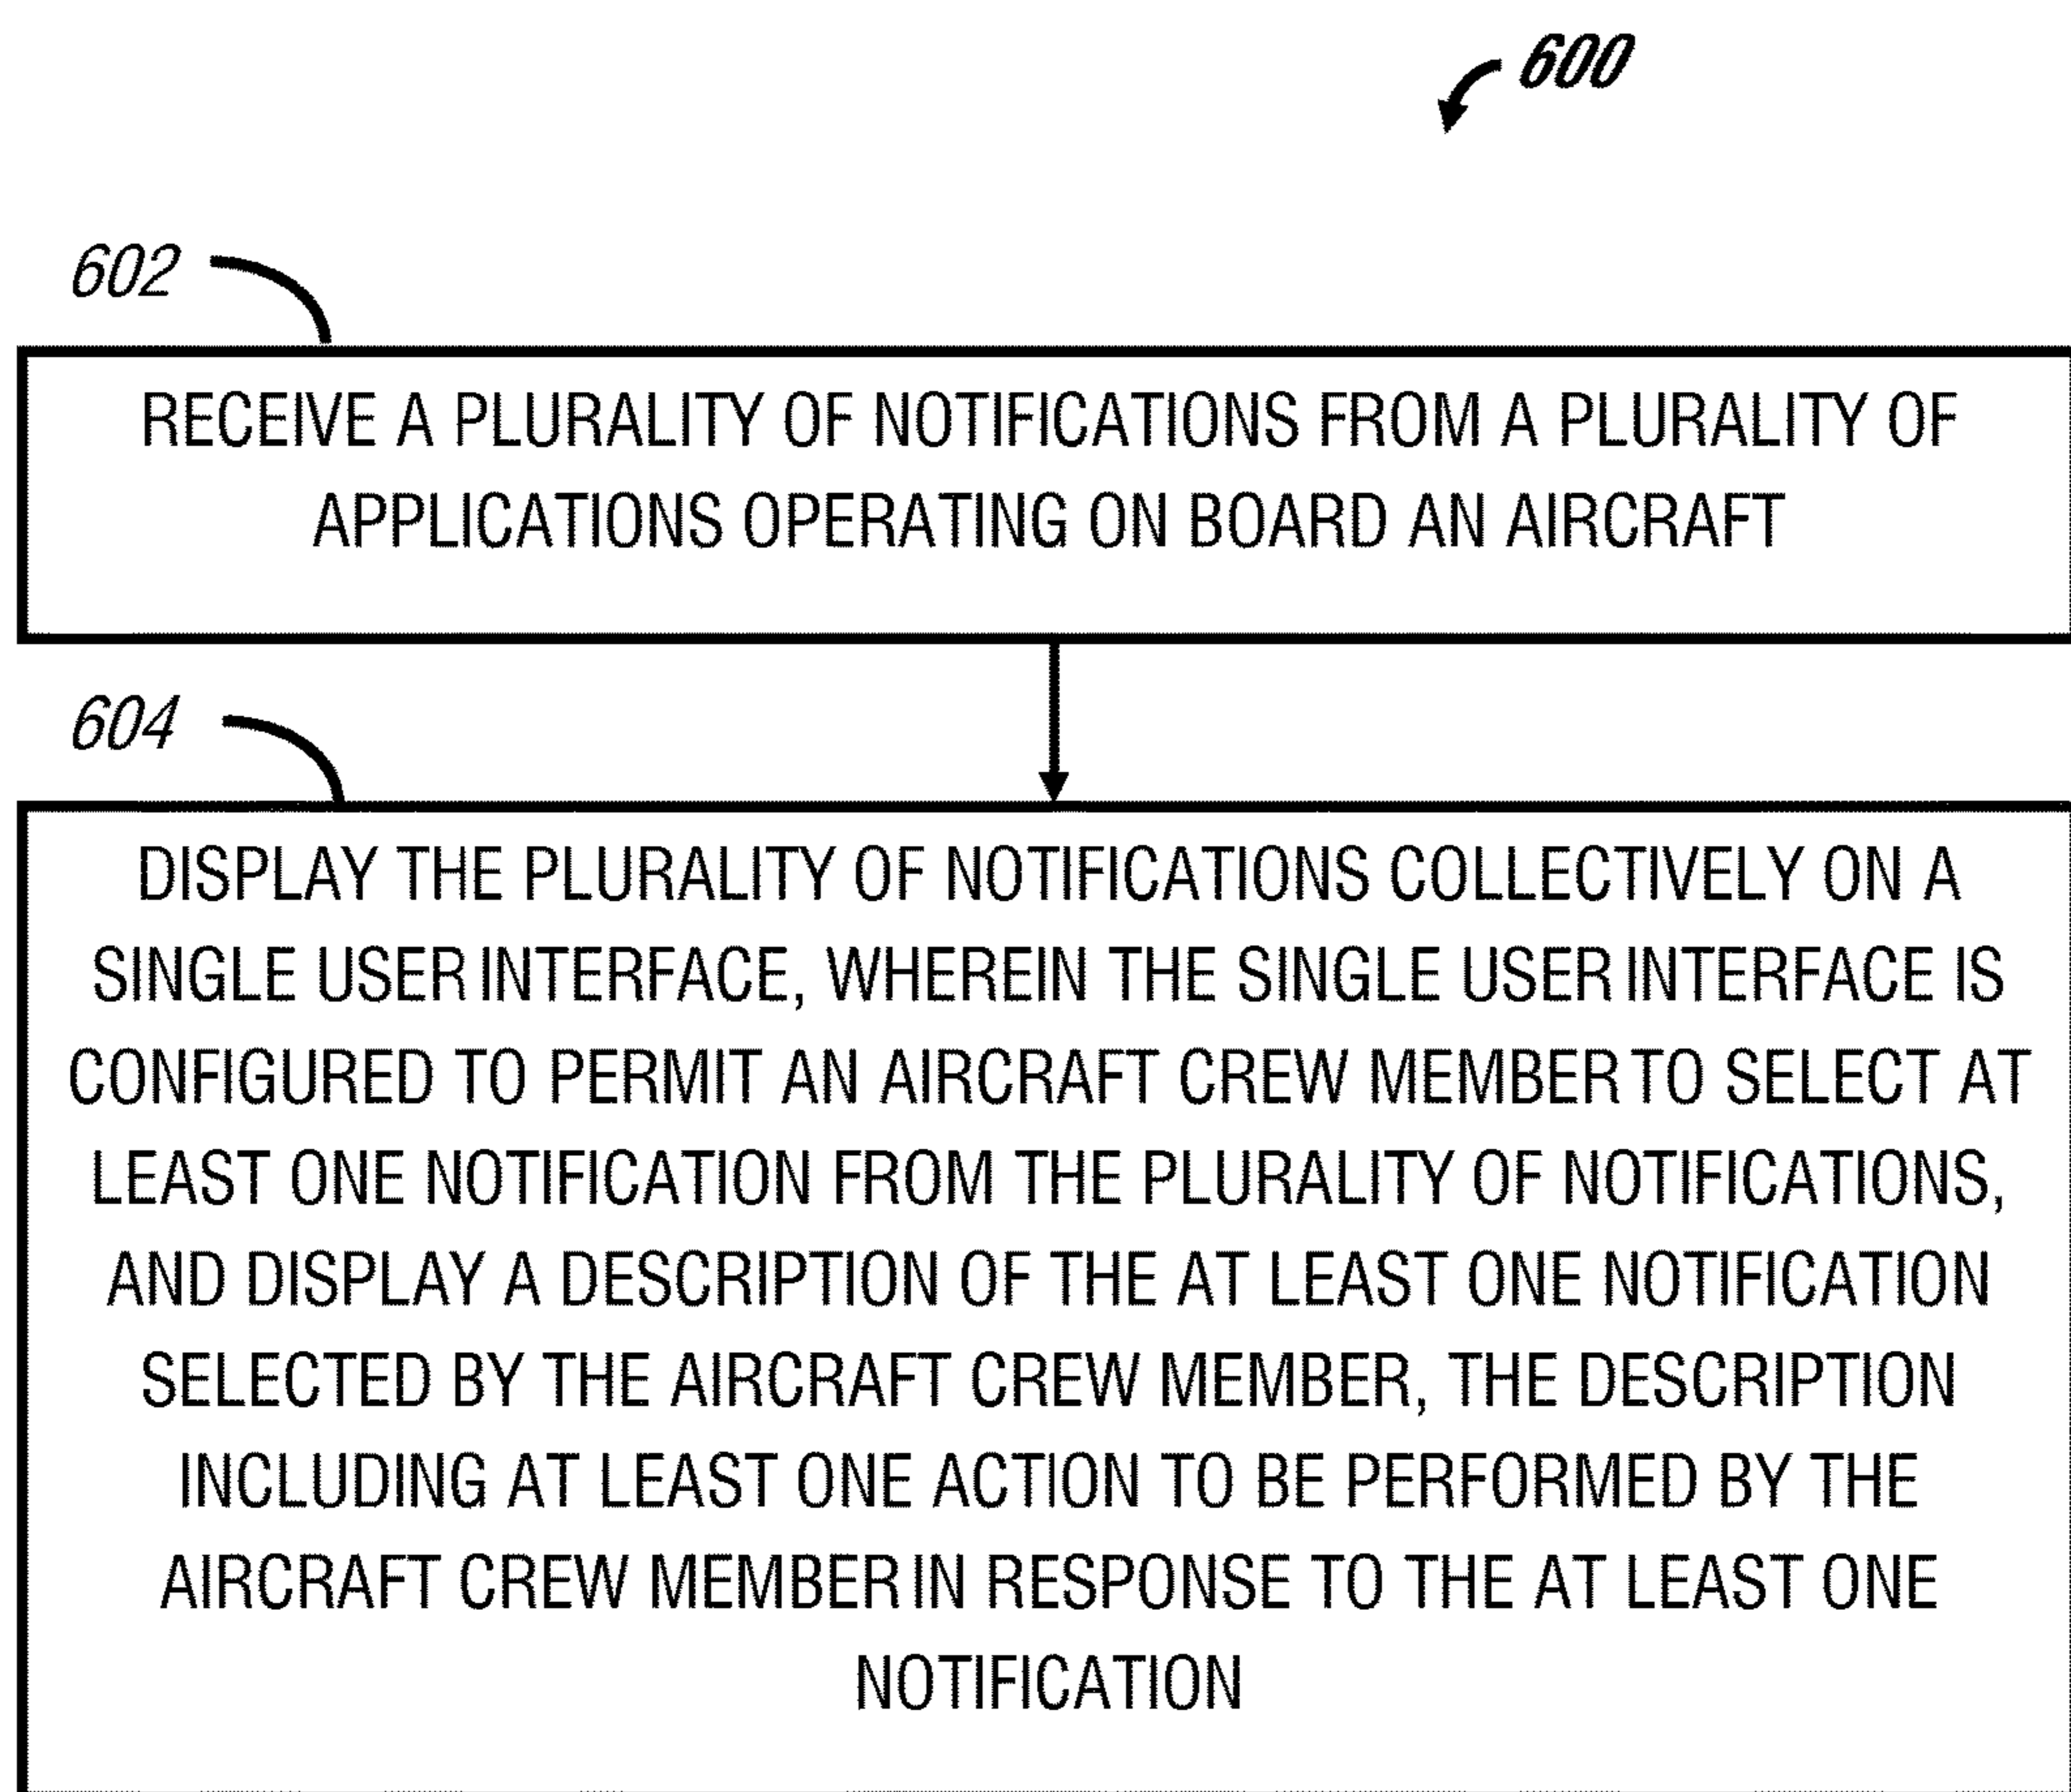 600
602
RECEIVE A PLURALITY OF NOTIFICATIONS FROM A PLURALITY OF
APPLICATIONS OPERATING ON BOARD AN AIRCRAFT
604
DISPLAY THE PLURALITY OF NOTIFICATIONS COLLECTIVELY ON A
SINGLE USER INTERFACE, WHEREIN THE SINGLE USER INTERFACE IS
CONFIGURED TO PERMIT AN AIRCRAFT CREW MEMBER TO SELECT AT
LEAST ONE NOTIFICATION FROM THE PLURALITY OF NOTIFICATIONS,
AND DISPLAY A DESCRIPTION OF THE AT LEAST ONE NOTIFICATION
SELECTED BY THE AIRCRAFT CREW MEMBER, THE DESCRIPTION
INCLUDING AT LEAST ONE ACTION TO BE PERFORMED BY THE
AIRCRAFT CREW MEMBER IN RESPONSE TO THE AT LEAST ONE
NOTIFICATION